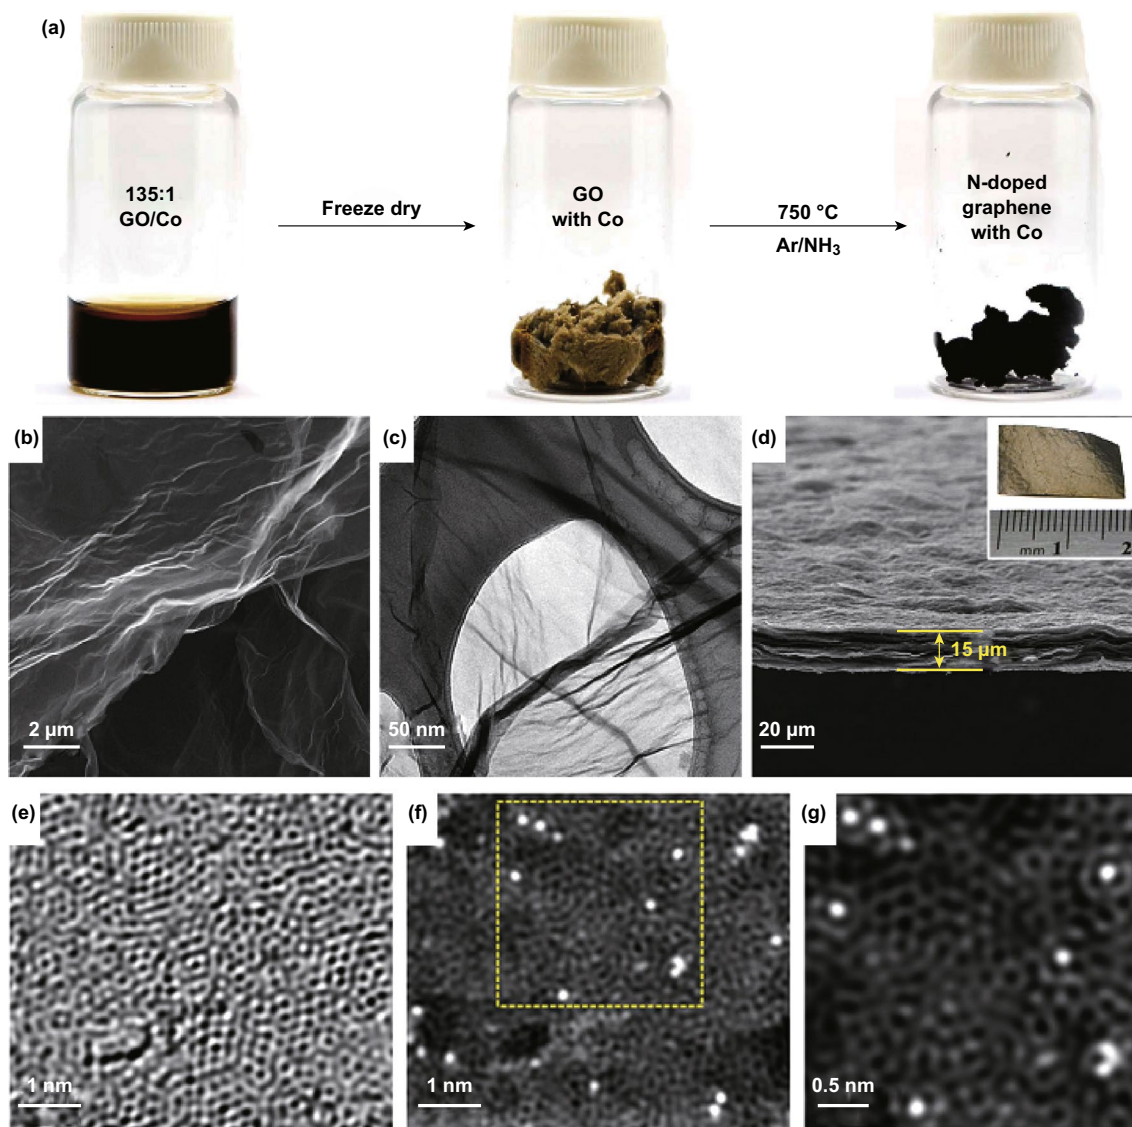 (a)
135:1
GO/Co
Freeze dry
GO
with Co
750 °C
Ar/NH₃
N-doped
graphene
with Co
(b)
2 µm
(c)
50 nm
(d)
mm 1 2
15 µm
20 µm
(e)
1 nm
(f)
1 nm
(g)
0.5 nm